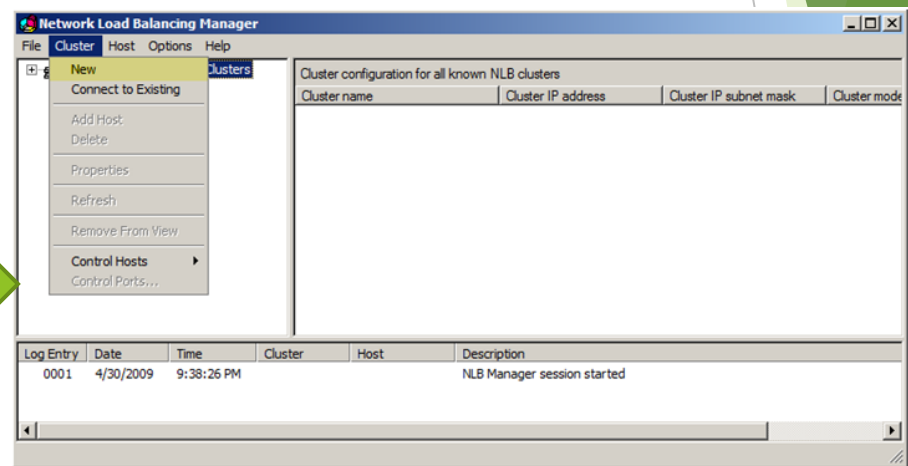 Network Load Balancing Manager
File Cluster Host Options Help
New
Connect to Existing
Add Host
Delete
Properties
Refresh
Remove From View
Control Hosts
Control Ports...
Clusters
Cluster configuration for all known NLB clusters
Cluster name Cluster IP address Cluster IP subnet mask Cluster mode
Log Entry Date Time Cluster Host Description
0001 4/30/2009 9:38:26 PM NLB Manager session started